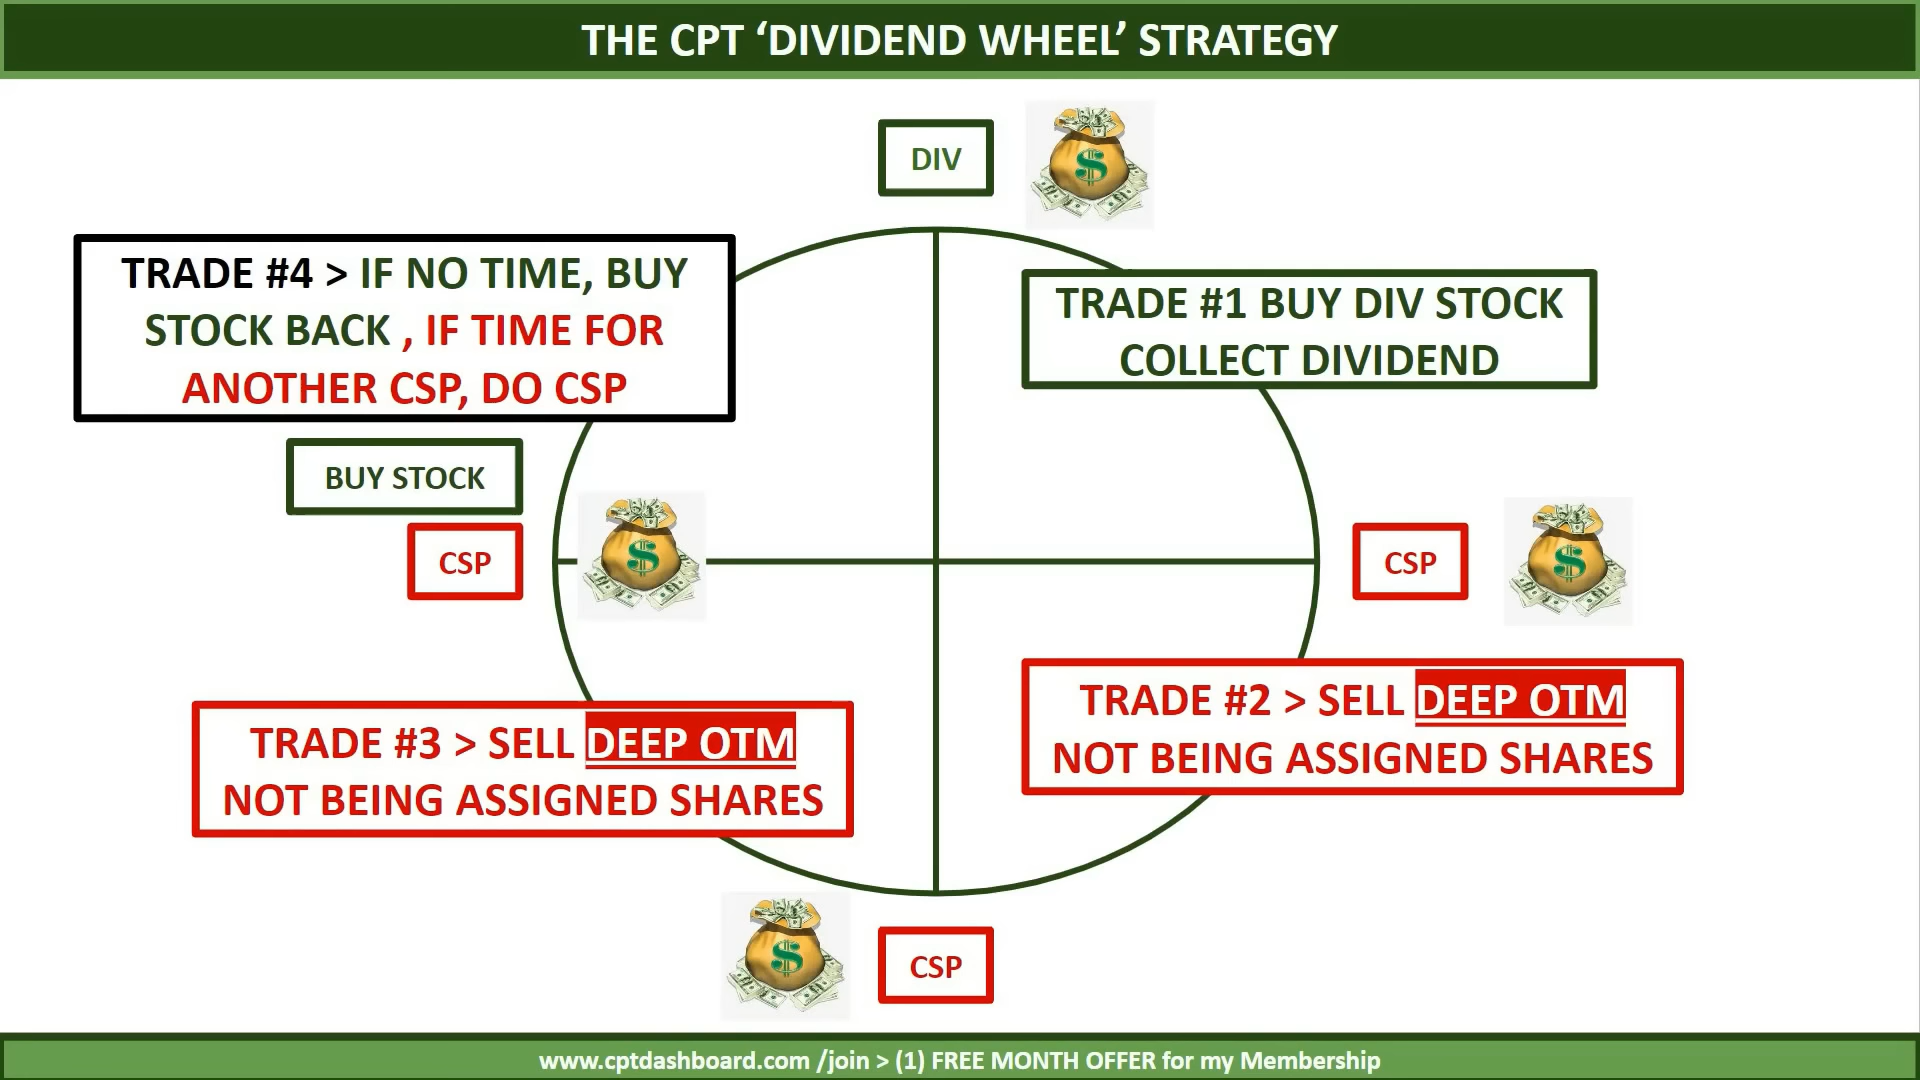 THE CPT ‘DIVIDEND WHEEL’ STRATEGY
DIV
$
TRADE #4 > IF NO TIME, BUY
STOCK BACK , IF TIME FOR
ANOTHER CSP, DO CSP
TRADE #1 BUY DIV STOCK
COLLECT DIVIDEND
BUY STOCK
CSP
$
CSP
$
TRADE #3 > SELL DEEP OTM
NOT BEING ASSIGNED SHARES
TRADE #2 > SELL DEEP OTM
NOT BEING ASSIGNED SHARES
$
CSP
www.cptdashboard.com /join > (1) FREE MONTH OFFER for my Membership